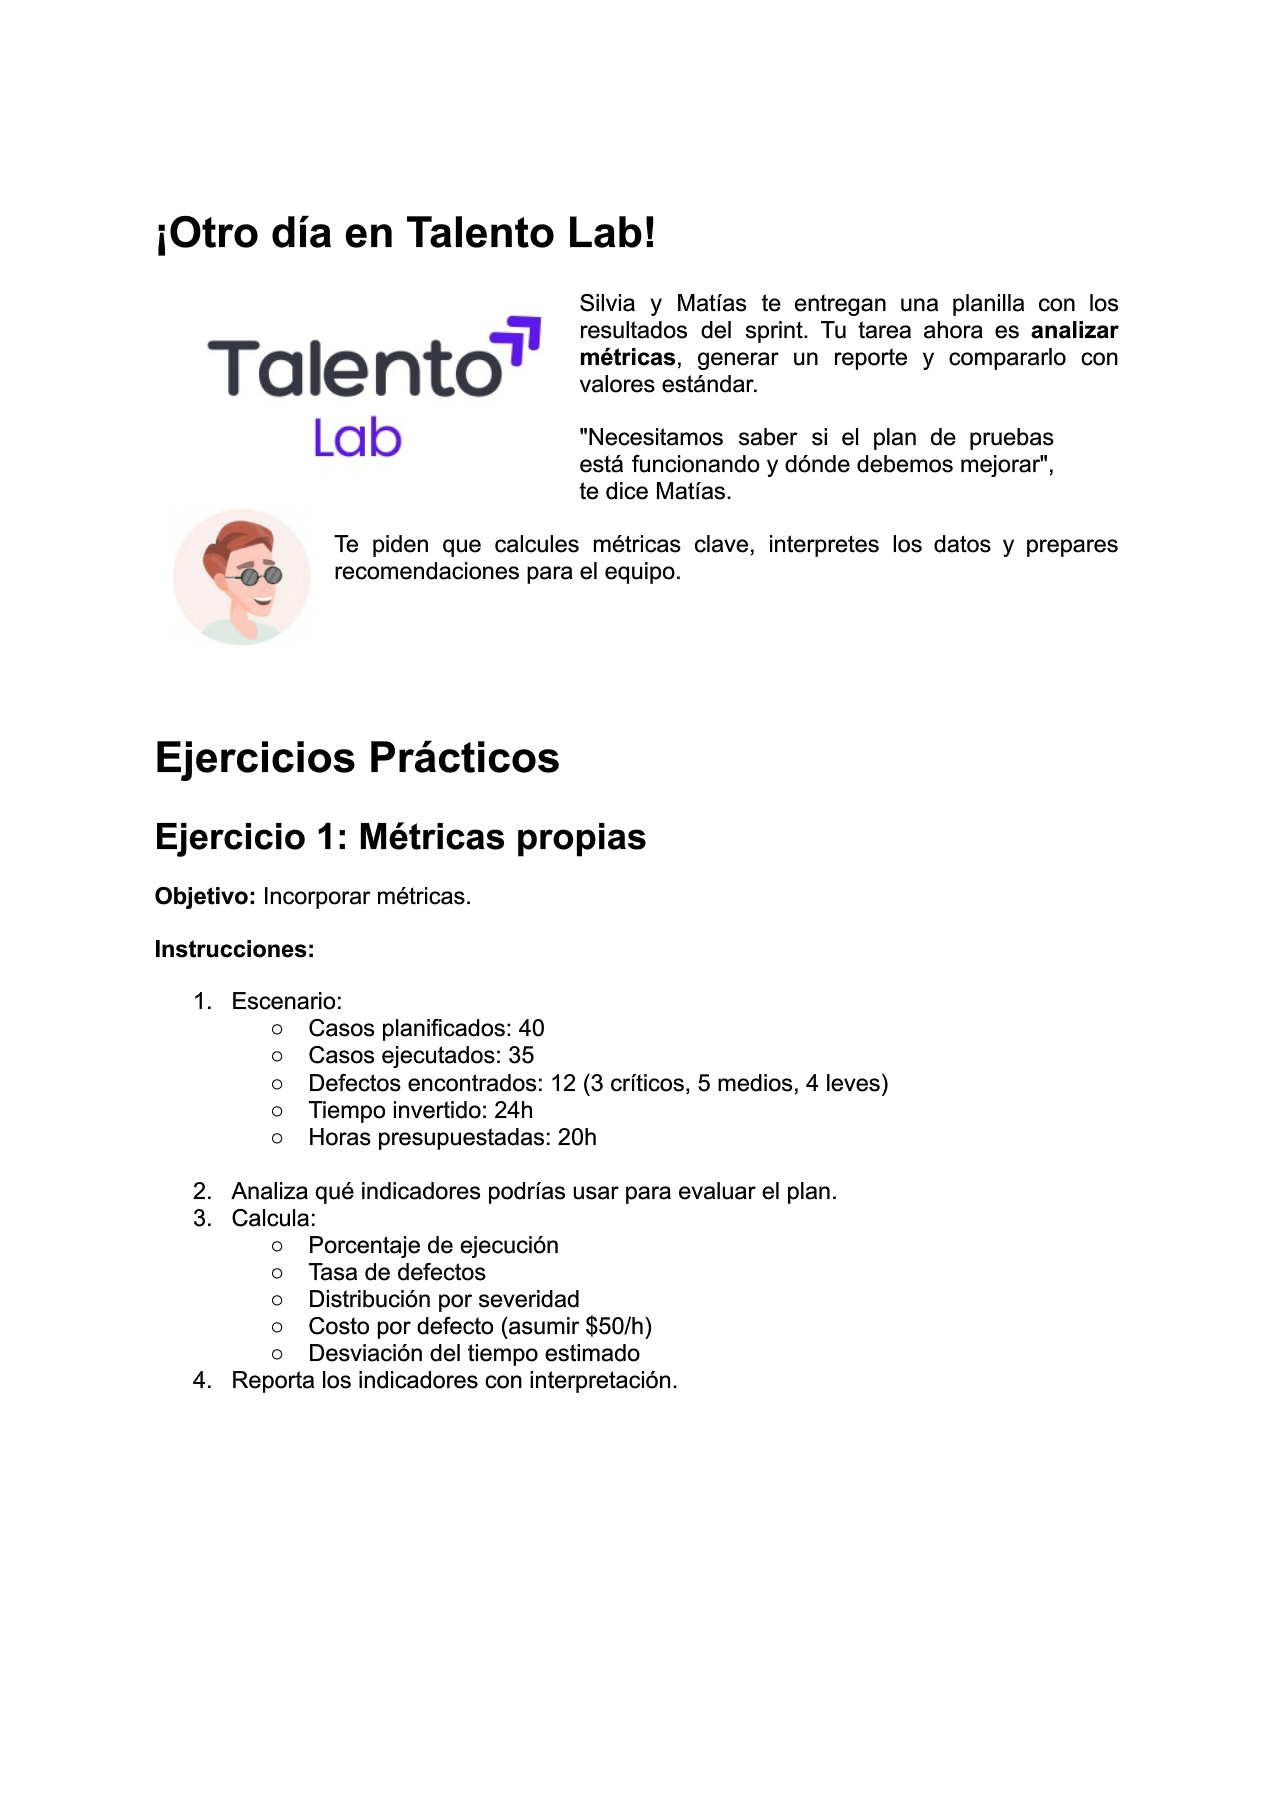 ¡Otro día en Talento Lab!
Talento
Lab
Silvia y Matías te entregan una planilla con los
resultados del sprint. Tu tarea ahora es analizar
métricas, generar un reporte y compararlo con
valores estándar.
"Necesitamos saber si el plan de pruebas
está funcionando y dónde debemos mejorar",
te dice Matías.
Te piden que calcules métricas clave, interpretes los datos y prepares
recomendaciones para el equipo.
Ejercicios Prácticos
Ejercicio 1: Métricas propias
Objetivo: Incorporar métricas.
Instrucciones:
1. Escenario:
○ Casos planificados: 40
○ Casos ejecutados: 35
○ Defectos encontrados: 12 (3 críticos, 5 medios, 4 leves)
○ Tiempo invertido: 24h
○ Horas presupuestadas: 20h
2. Analiza qué indicadores podrías usar para evaluar el plan.
3. Calcula:
○ Porcentaje de ejecución
○ Tasa de defectos
○ Distribución por severidad
○ Costo por defecto (asumir $50/h)
○ Desviación del tiempo estimado
4. Reporta los indicadores con interpretación.